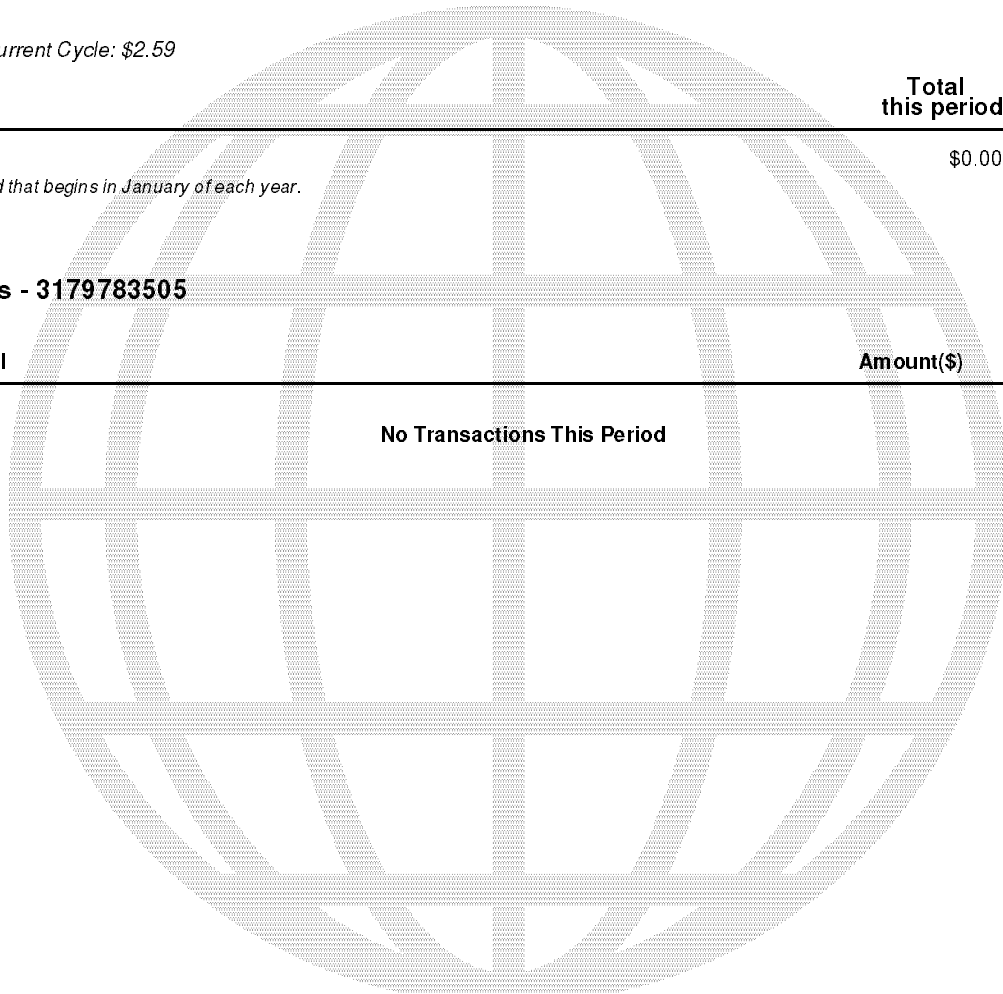 urrent Cycle: $2.59
Total
this period
$0.00
d that begins in January of each year.
s - 3179783505
l Amount($)
No Transactions This Period